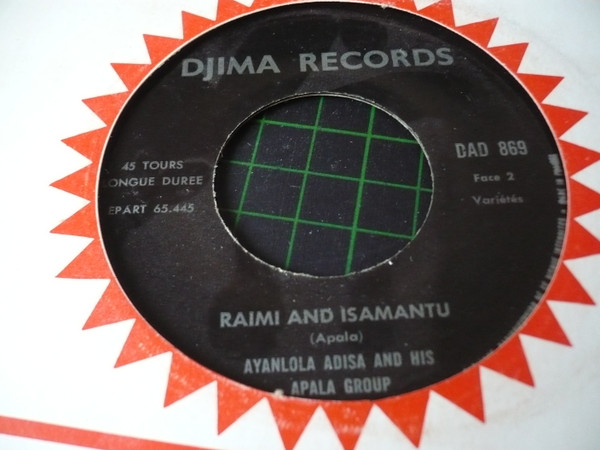 DJIMA RECORDS
45 TOURS
LONGUE DUREE
EPART 65.445
DAD 869
Face 2
Variétés
RAIMI AND ISAMANTU
(Apala)
AYANLOLA ADISA AND HIS
APALA GROUP